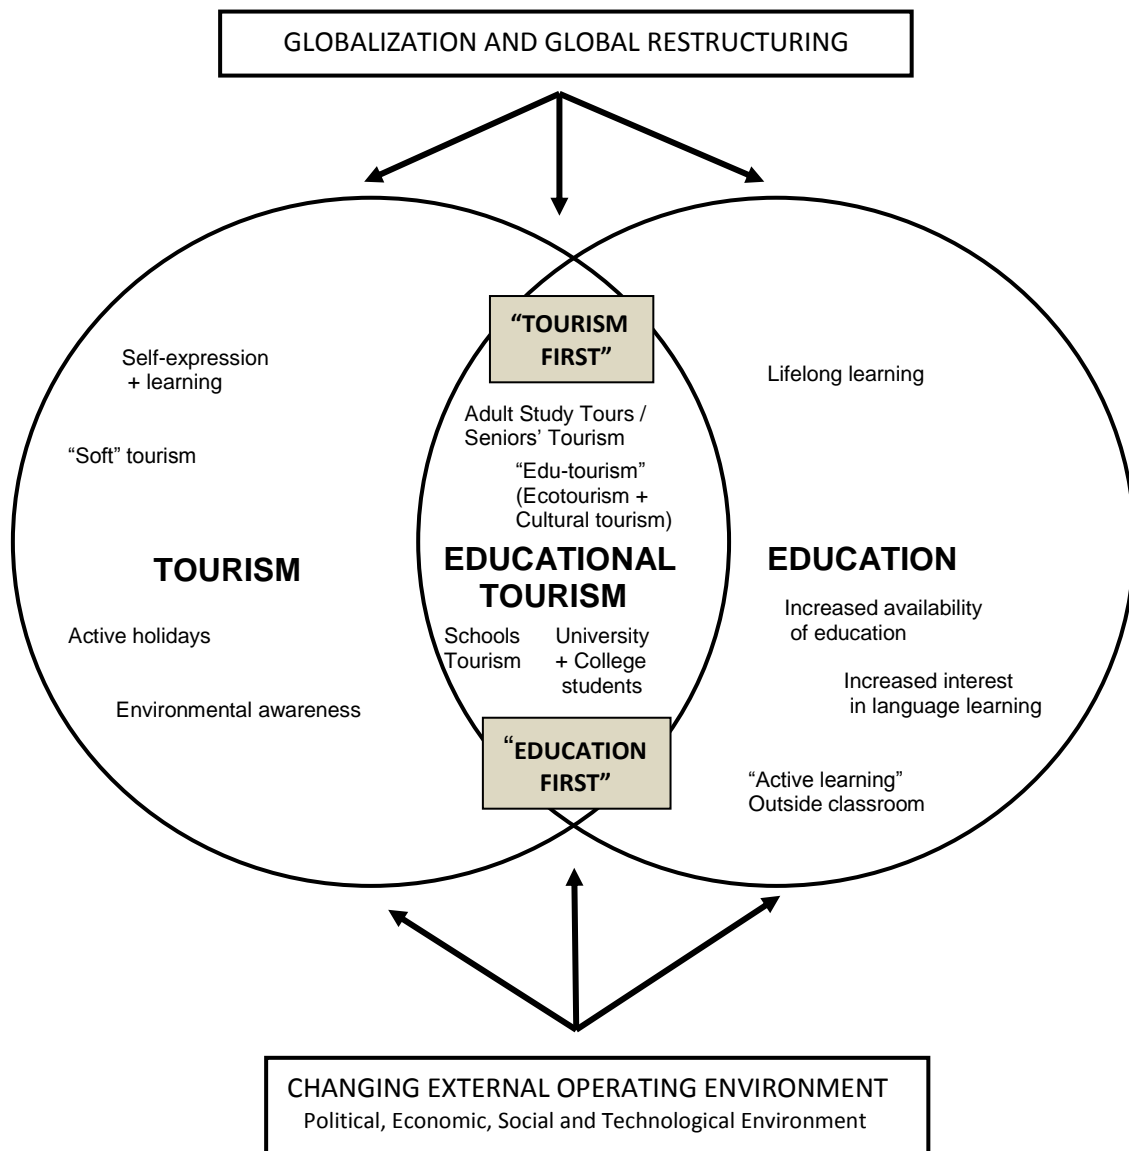 GLOBALIZATION AND GLOBAL RESTRUCTURING
“TOURISM
FIRST”
Self-expression
+ learning
Lifelong learning
Adult Study Tours /
Seniors’ Tourism
“Soft” tourism
“Edu-tourism”
(Ecotourism +
Cultural tourism)
TOURISM
EDUCATIONAL
TOURISM
EDUCATION
Increased availability
of education
Active holidays
Schools
Tourism
University
+ College
students
Increased interest
in language learning
Environmental awareness
“EDUCATION
FIRST”
“Active learning”
Outside classroom
CHANGING EXTERNAL OPERATING ENVIRONMENT
Political, Economic, Social and Technological Environment